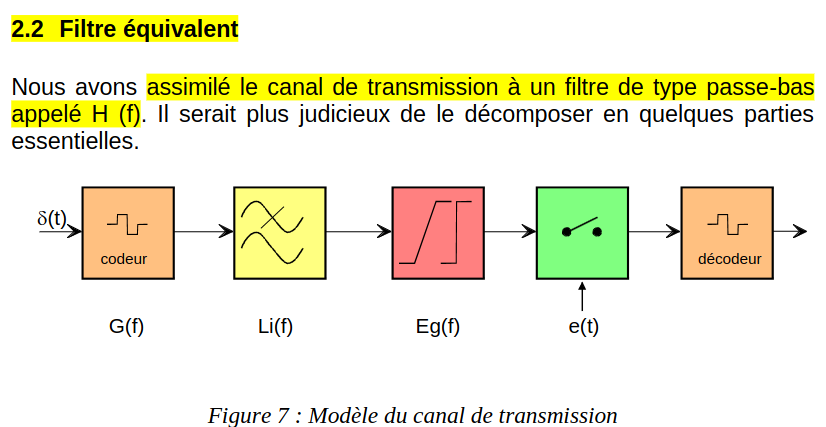 2.2 Filtre équivalent
Nous avons assimilé le canal de transmission à un filtre de type passe-bas
appelé H (f). Il serait plus judicieux de le décomposer en quelques parties
essentielles.
δ(t)
codeur
décodeur
G(f)
Li(f)
Eg(f)
e(t)
Figure 7 : Modèle du canal de transmission